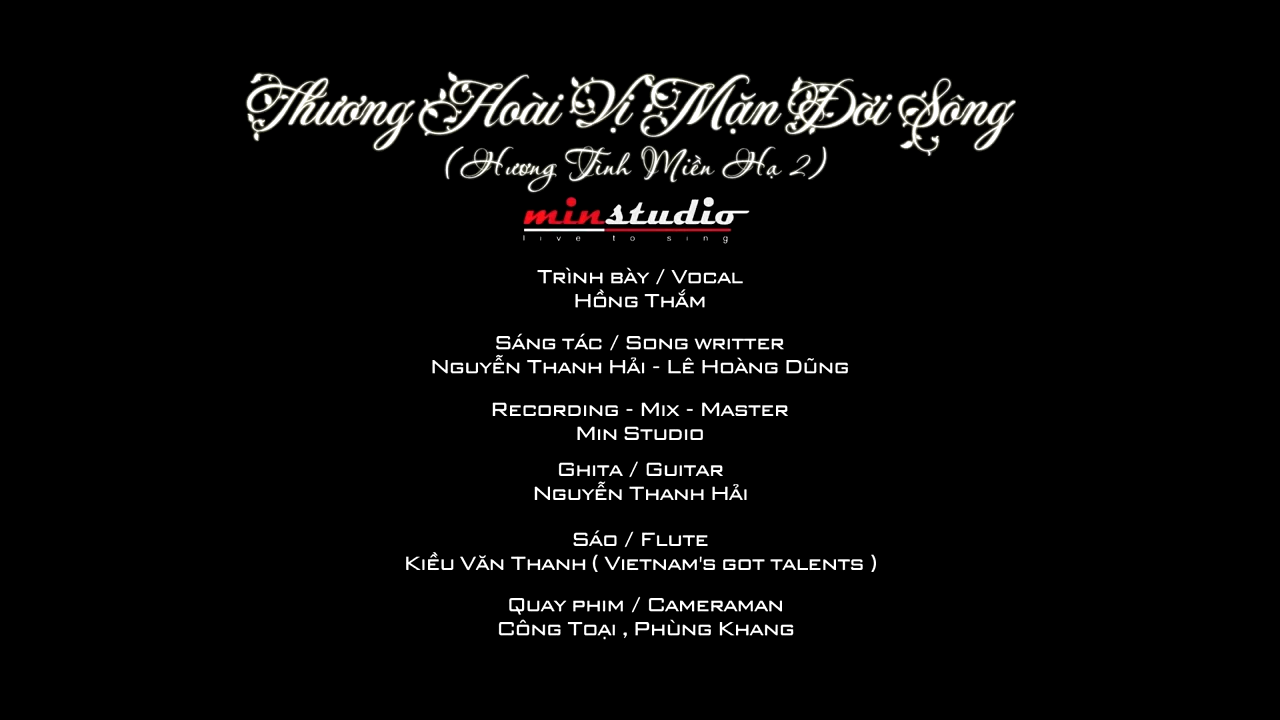 Thương Hoài Vị Mặn Đời Sông
(Hương Tình Miền Hạ 2)
minstudio
live to sing
Trình bày / Vocal
Hồng Thắm
Sáng tác / Song writter
Nguyễn Thanh Hải - Lê Hoàng Dũng
Recording - Mix - Master
Min Studio
Ghita / Guitar
Nguyễn Thanh Hải
Sáo / Flute
Kiều Văn Thanh ( Vietnam's got talents )
Quay phim / Cameraman
Công Toại , Phùng Khang